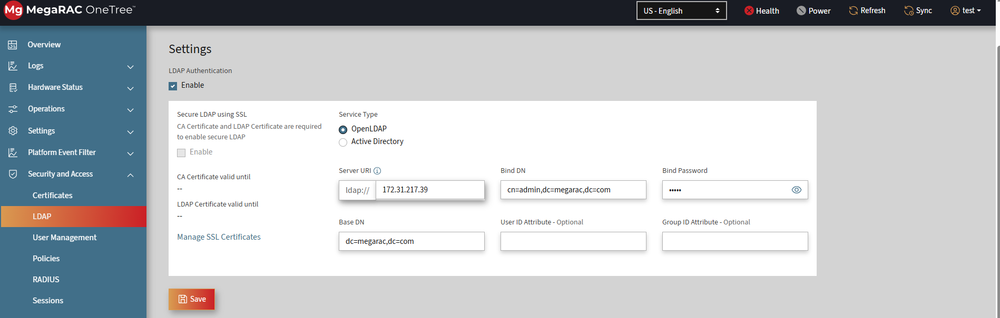 Mg MegaRAC OneTree™
US - English
Health
Power
Refresh
Sync
test
Overview
Logs
Hardware Status
Operations
Settings
Platform Event Filter
Security and Access
Certificates
LDAP
User Management
Policies
RADIUS
Sessions
Settings
LDAP Authentication
Enable
Secure LDAP using SSL
CA Certificate and LDAP Certificate are required
to enable secure LDAP
Enable
CA Certificate valid until
--
LDAP Certificate valid until
--
Manage SSL Certificates
Service Type
OpenLDAP
Active Directory
Server URI
ldap:// 172.31.217.39
Bind DN
cn=admin,dc=megarac,dc=com
Bind Password
•••••
Base DN
dc=megarac,dc=com
User ID Attribute - Optional
Group ID Attribute - Optional
Save